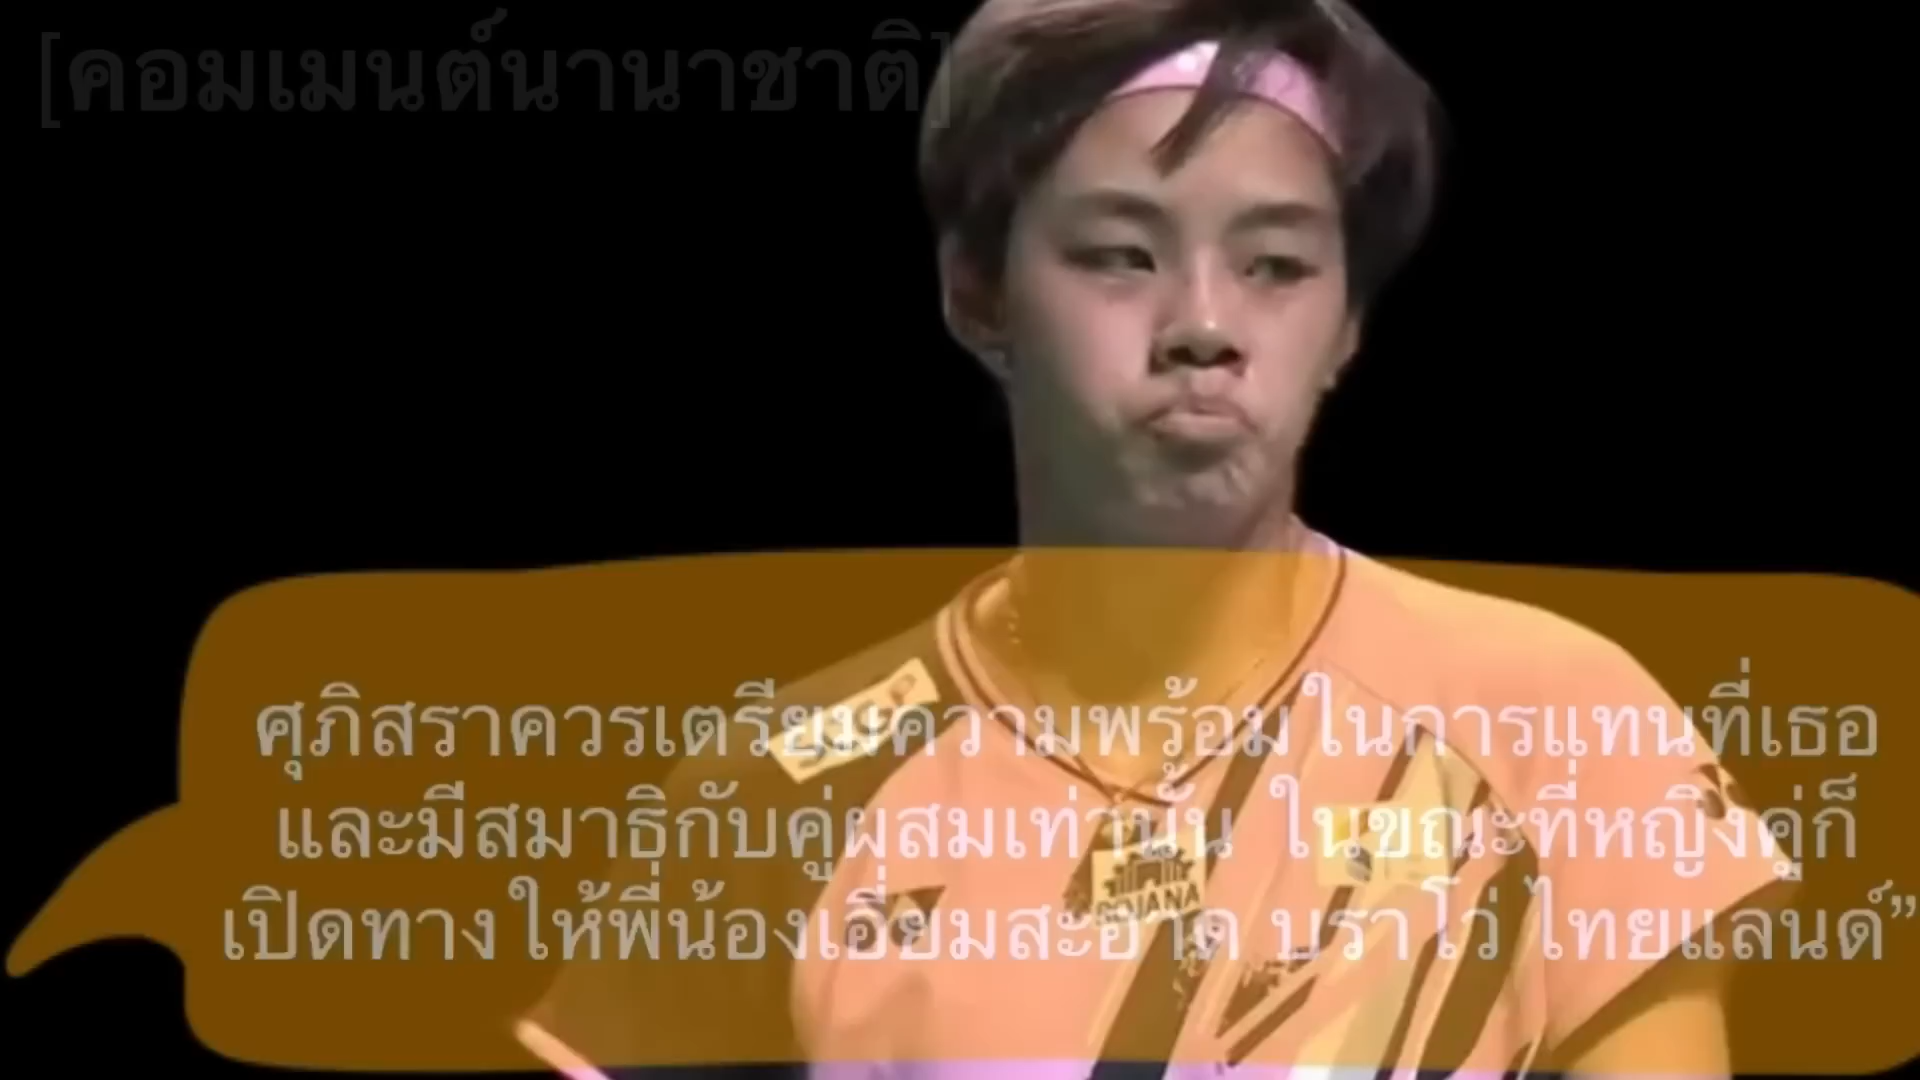 [คอมเมนต์นานาชาติ]
ศุภิสราควรเตรียมความพร้อมในการแทนที่เธอ
และมีสมาธิกับคู่ผสมเท่านั้น ในขณะที่หญิงคู่ก็
เปิดทางให้พี่น้องเอี่ยมสะอาด บราโว่ ไทยแลนด์”
SCGP
ROJANA